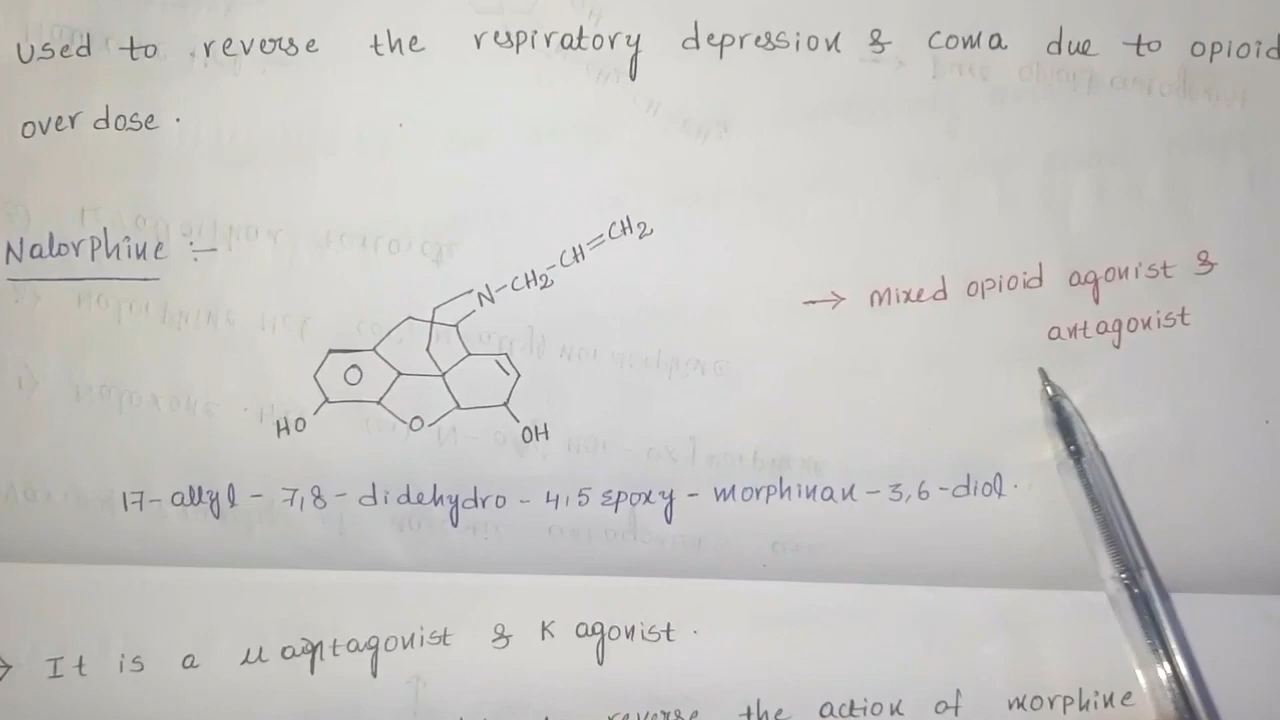 used to reverse the respiratory depression & coma due to opioid
over dose.
Nalorphine :-
N-CH2-CH=CH2
→ mixed opioid agonist &
antagonist
HO
O
OH
17-allyl-7,8-didehydro-4,5 epoxy-morphinan-3,6-diol.
→ It is a μ antagonist & K agonist.
reverse the action of morphine